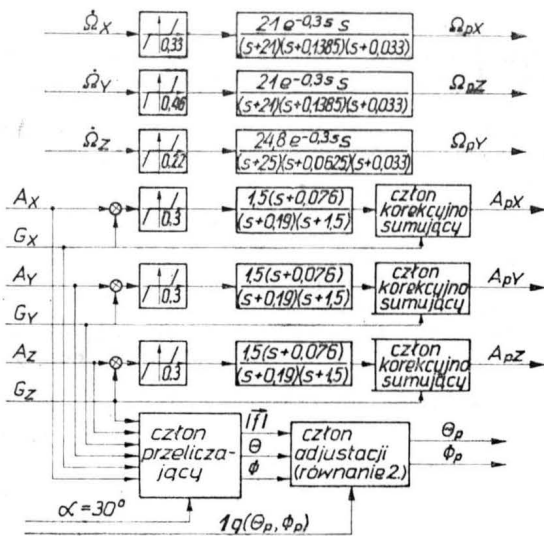 Ω̇X 0,33 21 e^-0,3s s ΩpX
(s+21)(s+0,1385)(s+0,033)
Ω̇Y 0,46 21 e^-0,3s s ΩpZ
(s+21)(s+0,1385)(s+0,033)
Ω̇Z 0,22 24,8 e^-0,3s s ΩpY
(s+25)(s+0,0625)(s+0,033)
AX 0,3 1,5(s+0,076) człon ApX
(s+0,19)(s+1,5) korekcyjno
GX sumujący
AY 0,3 1,5(s+0,076) człon ApY
(s+0,19)(s+1,5) korekcyjno
GY sumujący
AZ 0,3 1,5(s+0,076) człon ApZ
(s+0,19)(s+1,5) korekcyjno
GZ sumujący
człon |f⃗| człon Θp
przelicza- Θ adjustacji
jący Φ (równanie 2.) Φp
α=30°
1g(Θp,Φp)